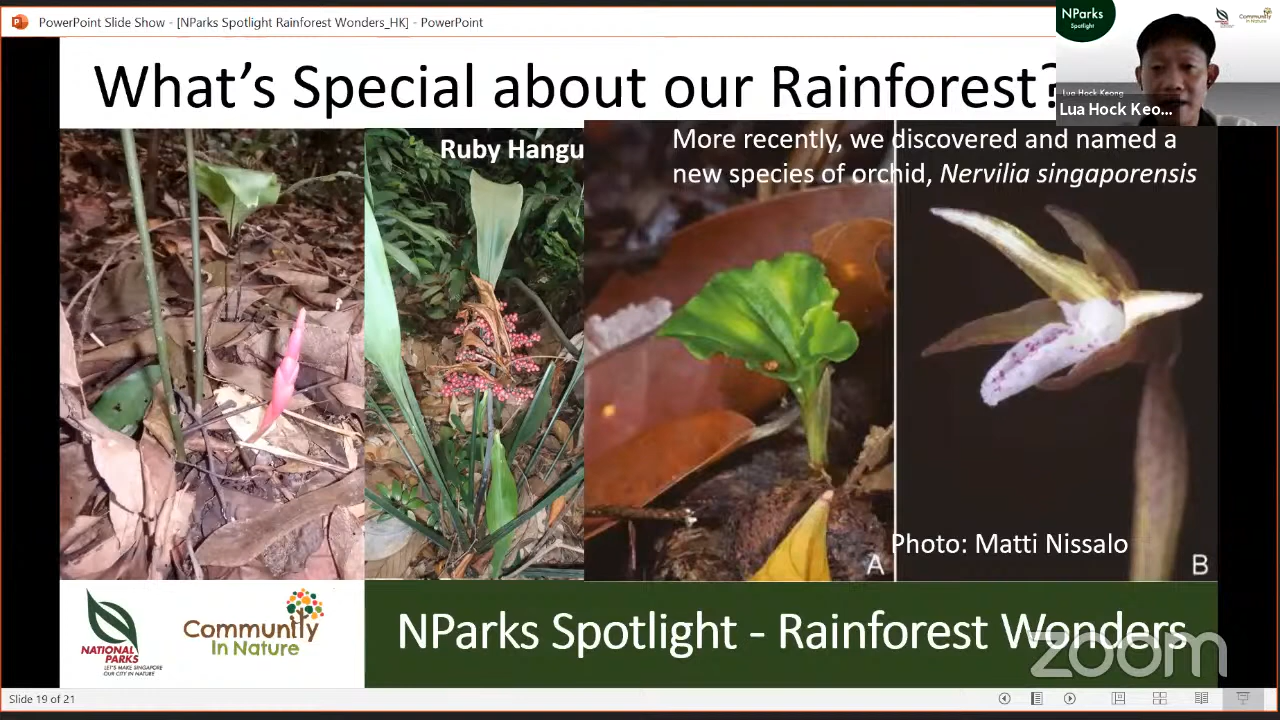 PowerPoint Slide Show - [NParks Spotlight Rainforest Wonders_HK] - PowerPoint
NParks
Spotlight
What's Special about our Rainforest?
Lua Hock Keong
Lua Hock Keo...
Ruby Hangu
More recently, we discovered and named a
new species of orchid, Nervilia singaporensis
Photo: Matti Nissalo
A
B
NATIONAL
PARKS
LET'S MAKE SINGAPORE
OUR CITY IN NATURE
Community
In Nature
NParks Spotlight - Rainforest Wonders
zoom
Slide 19 of 21